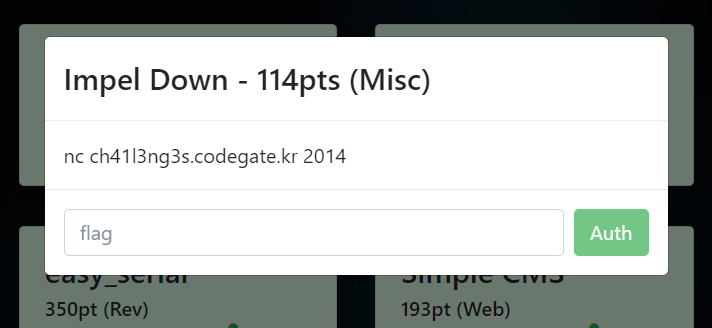 Impel Down - 114pts (Misc)
nc ch41l3ng3s.codegate.kr 2014
flag
Auth
easy_serial
Simple CMS
350pt (Rev)
193pt (Web)